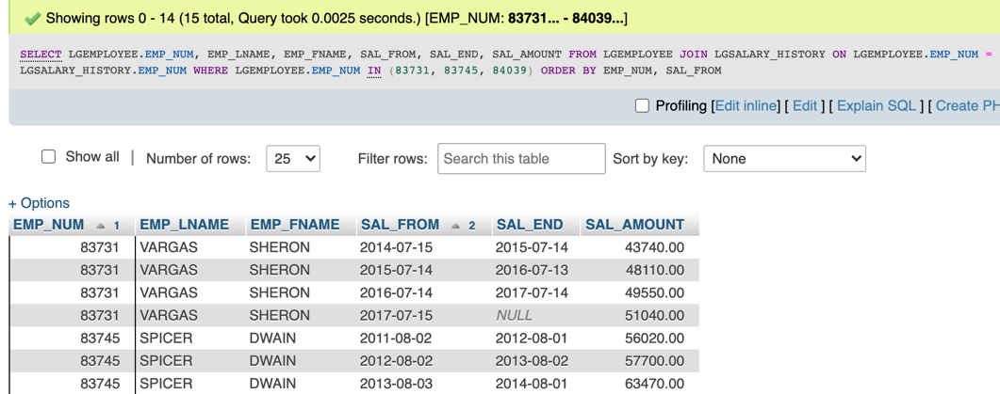 Showing rows 0 - 14 (15 total, Query took 0.0025 seconds.) [EMP_NUM: 83731... - 84039...]
SELECT LGEMPLOYEE.EMP_NUM, EMP_LNAME, EMP_FNAME, SAL_FROM, SAL_END, SAL_AMOUNT FROM LGEMPLOYEE JOIN LGSALARY_HISTORY ON LGEMPLOYEE.EMP_NUM =
LGSALARY_HISTORY.EMP_NUM WHERE LGEMPLOYEE.EMP_NUM IN (83731, 83745, 84039) ORDER BY EMP_NUM, SAL_FROM
Profiling [Edit inline] [ Edit ] [ Explain SQL ] [ Create PH
Show all | Number of rows: 25 Filter rows: Search this table Sort by key: None
+ Options
EMP_NUM 1 EMP_LNAME EMP_FNAME SAL_FROM 2 SAL_END SAL_AMOUNT
83731 VARGAS SHERON 2014-07-15 2015-07-14 43740.00
83731 VARGAS SHERON 2015-07-14 2016-07-13 48110.00
83731 VARGAS SHERON 2016-07-14 2017-07-14 49550.00
83731 VARGAS SHERON 2017-07-15 NULL 51040.00
83745 SPICER DWAIN 2011-08-02 2012-08-01 56020.00
83745 SPICER DWAIN 2012-08-02 2013-08-02 57700.00
83745 SPICER DWAIN 2013-08-03 2014-08-01 63470.00